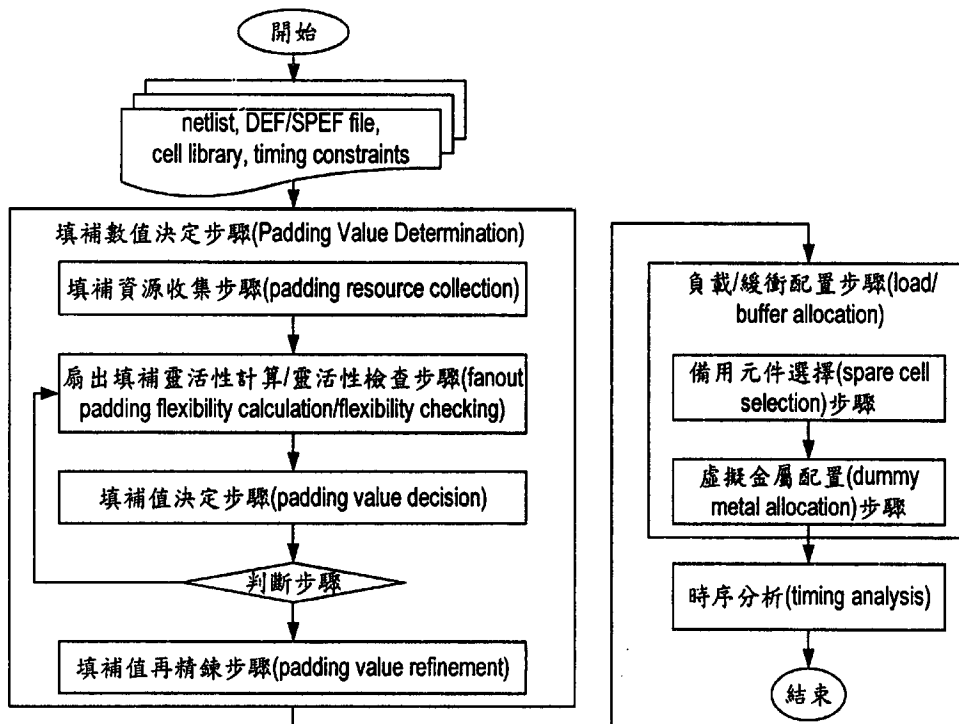 開始
netlist, DEF/SPEF file,
cell library, timing constraints
填補數值決定步驟(Padding Value Determination)
填補資源收集步驟(padding resource collection)
扇出填補靈活性計算/靈活性檢查步驟(fanout
padding flexibility calculation/flexibility checking)
填補值決定步驟(padding value decision)
判斷步驟
填補值再精鍊步驟(padding value refinement)
負載/緩衝配置步驟(load/
buffer allocation)
備用元件選擇(spare cell
selection)步驟
虛擬金屬配置(dummy
metal allocation)步驟
時序分析(timing analysis)
結束